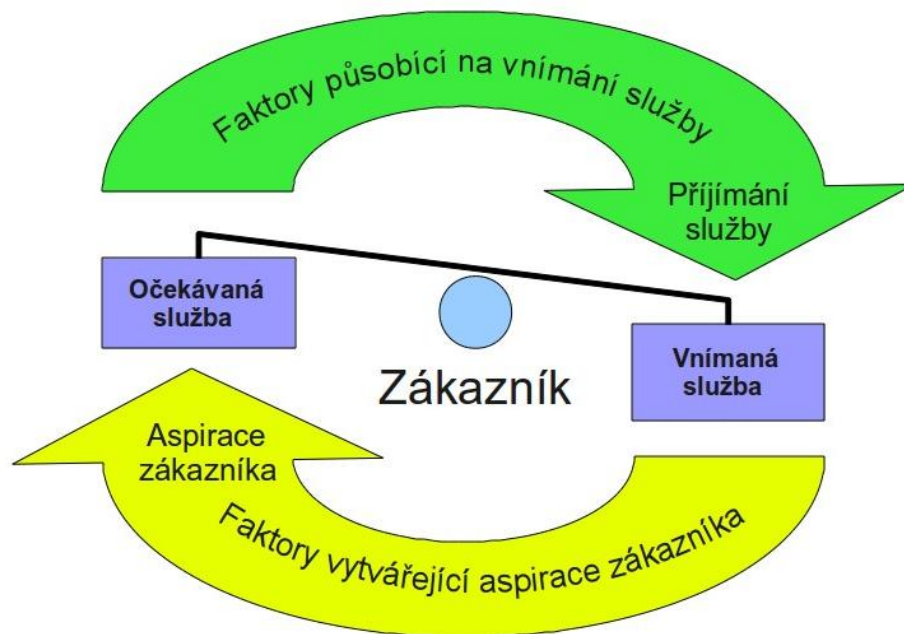 Faktory působící na vnímání služby
Příjímání
služby
Očekávaná
služba
Zákazník
Vnímaná
služba
Aspirace
zákazníka
Faktory vytvářející aspirace zákazníka